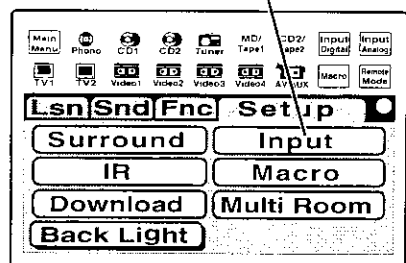 Main Menu Phono CD1 CD2 Tuner MD/Tape1 CD2/Tape2 Input Digital Input Analog
TV1 TV2 Video1 Video2 Video3 Video4 AV AUX Macro Remote Mode
Lsn Snd Fnc Setup
Surround Input
IR Macro
Download Multi Room
Back Light